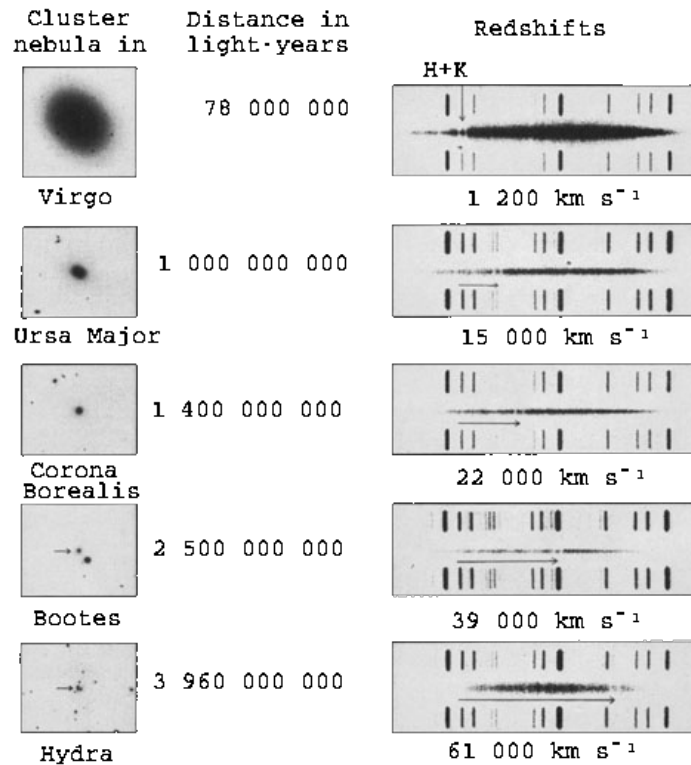 Cluster nebula in
Distance in light-years
Redshifts
H+K
78 000 000
Virgo
1 200 km s⁻¹
1 000 000 000
Ursa Major
15 000 km s⁻¹
1 400 000 000
Corona Borealis
22 000 km s⁻¹
2 500 000 000
Bootes
39 000 km s⁻¹
3 960 000 000
Hydra
61 000 km s⁻¹